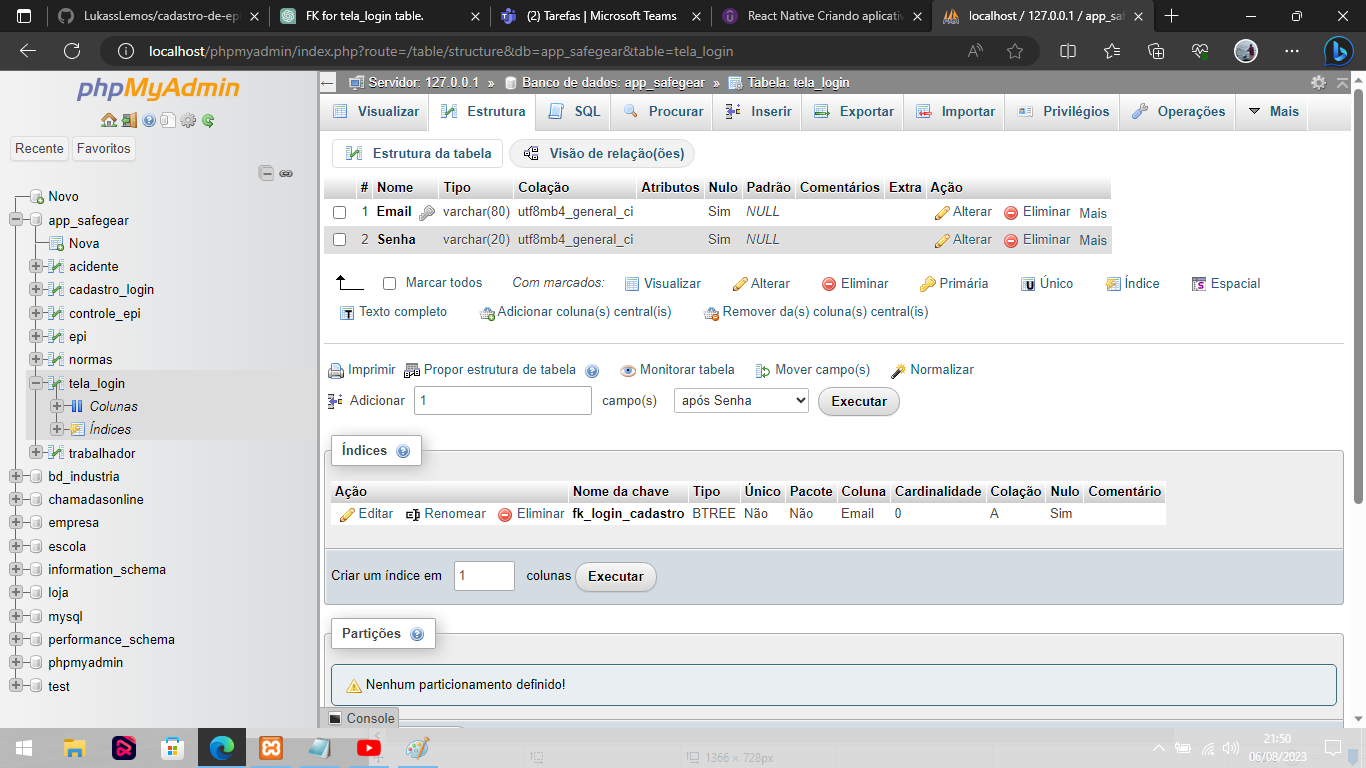 LukassLemos/cadastro-de-epi
FK for tela_login table.
(2) Tarefas | Microsoft Teams
React Native Criando aplicativ
localhost / 127.0.0.1 / app_saf
localhost/phpmyadmin/index.php?route=/table/structure&db=app_safegear&table=tela_login
phpMyAdmin
Recente Favoritos
Novo
app_safegear
Nova
acidente
cadastro_login
controle_epi
epi
normas
tela_login
Colunas
Índices
trabalhador
bd_industria
chamadasonline
empresa
escola
information_schema
loja
mysql
performance_schema
phpmyadmin
test
Servidor: 127.0.0.1 » Banco de dados: app_safegear » Tabela: tela_login
Visualizar Estrutura SQL Procurar Inserir Exportar Importar Privilégios Operações Mais
Estrutura da tabela Visão de relação(ões)
# Nome Tipo Colação Atributos Nulo Padrão Comentários Extra Ação
1 Email varchar(80) utf8mb4_general_ci Sim NULL Alterar Eliminar Mais
2 Senha varchar(20) utf8mb4_general_ci Sim NULL Alterar Eliminar Mais
Marcar todos Com marcados: Visualizar Alterar Eliminar Primária Único Índice Espacial
Texto completo Adicionar coluna(s) central(is) Remover da(s) coluna(s) central(is)
Imprimir Propor estrutura de tabela Monitorar tabela Mover campo(s) Normalizar
Adicionar 1 campo(s) após Senha Executar
Índices
Ação Nome da chave Tipo Único Pacote Coluna Cardinalidade Colação Nulo Comentário
Editar Renomear Eliminar fk_login_cadastro BTREE Não Não Email 0 A Sim
Criar um índice em 1 colunas Executar
Partições
Nenhum particionamento definido!
Console
1366 × 728px
21:50
06/08/2023